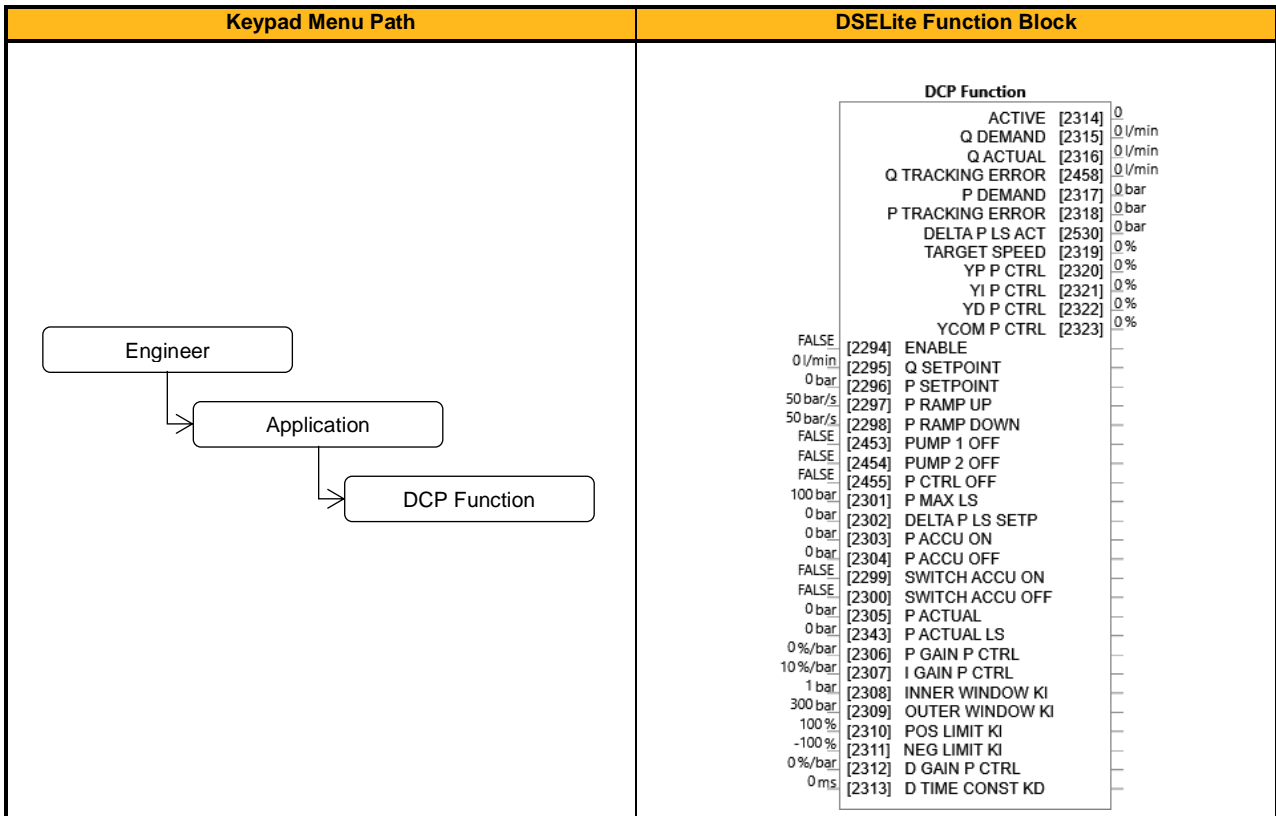 Keypad Menu Path
DSELite Function Block
Engineer
Application
DCP Function
DCP Function
ACTIVE [2314] 0
Q DEMAND [2315] 0 l/min
Q ACTUAL [2316] 0 l/min
Q TRACKING ERROR [2458] 0 l/min
P DEMAND [2317] 0 bar
P TRACKING ERROR [2318] 0 bar
DELTA P LS ACT [2530] 0 bar
TARGET SPEED [2319] 0 %
YP P CTRL [2320] 0 %
YI P CTRL [2321] 0 %
YD P CTRL [2322] 0 %
YCOM P CTRL [2323] 0 %
FALSE [2294] ENABLE
0 l/min [2295] Q SETPOINT
0 bar [2296] P SETPOINT
50 bar/s [2297] P RAMP UP
50 bar/s [2298] P RAMP DOWN
FALSE [2453] PUMP 1 OFF
FALSE [2454] PUMP 2 OFF
FALSE [2455] P CTRL OFF
100 bar [2301] P MAX LS
0 bar [2302] DELTA P LS SETP
0 bar [2303] P ACCU ON
0 bar [2304] P ACCU OFF
FALSE [2299] SWITCH ACCU ON
FALSE [2300] SWITCH ACCU OFF
0 bar [2305] P ACTUAL
0 bar [2343] P ACTUAL LS
0 %/bar [2306] P GAIN P CTRL
10 %/bar [2307] I GAIN P CTRL
1 bar [2308] INNER WINDOW KI
300 bar [2309] OUTER WINDOW KI
100 % [2310] POS LIMIT KI
-100 % [2311] NEG LIMIT KI
0 %/bar [2312] D GAIN P CTRL
0 ms [2313] D TIME CONST KD